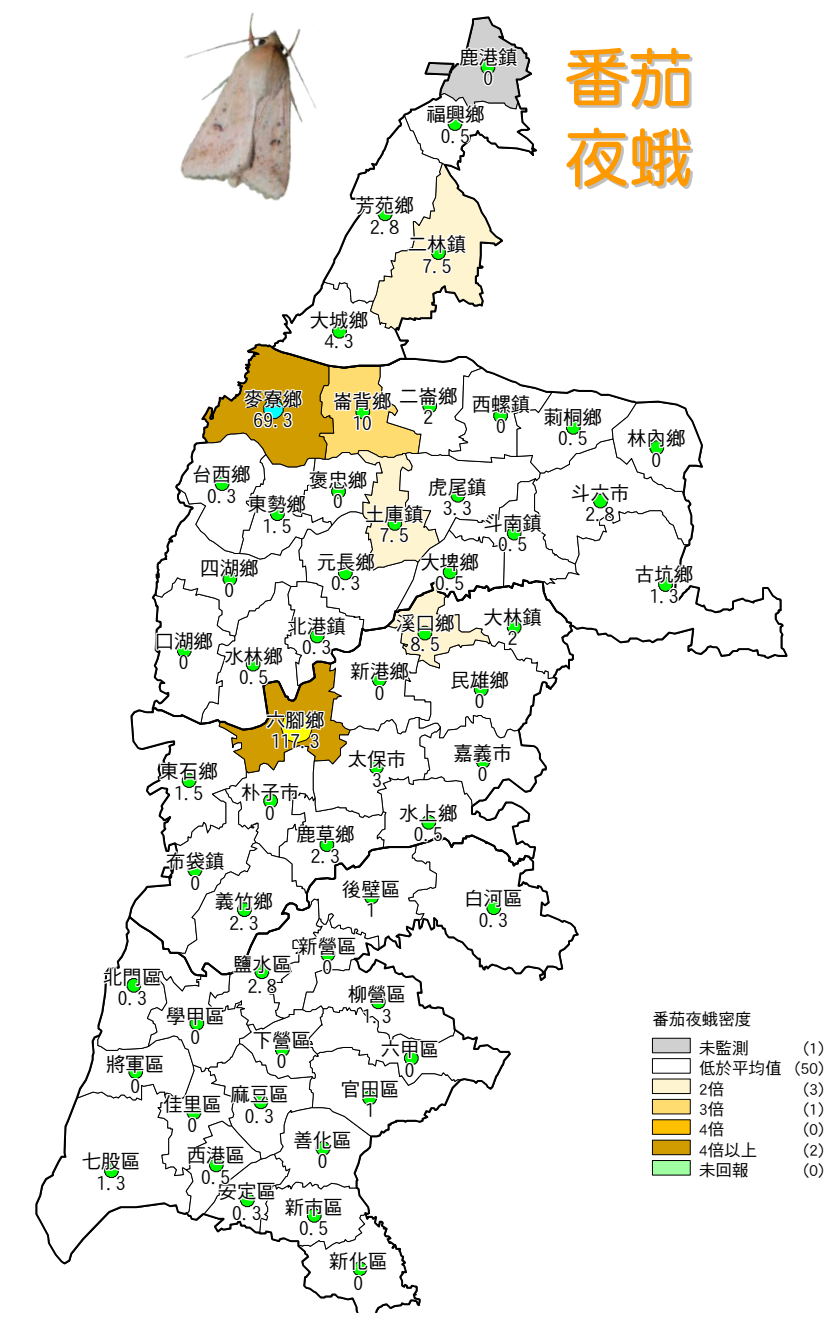 番茄
夜蛾
鹿港鎮
0
福興鄉
0.5
芳苑鄉
2.8
二林鎮
7.5
大城鄉
4.3
麥寮鄉
69.3
崙背鄉
10
二崙鄉
2
西螺鎮
0
莿桐鄉
0.5
林內鄉
0
台西鄉
0.3
東勢鄉
1.5
褒忠鄉
0
土庫鎮
7.5
虎尾鎮
3.3
斗南鎮
0.5
斗六市
2.8
四湖鄉
0
元長鄉
0.3
大埤鄉
0.5
古坑鄉
1.3
口湖鄉
0
水林鄉
0.5
北港鎮
0.3
溪口鄉
8.5
大林鎮
2
新港鄉
0
民雄鄉
0
六腳鄉
117.3
東石鄉
1.5
朴子市
0
太保市
3
嘉義市
0
鹿草鄉
2.3
水上鄉
0.5
布袋鎮
0
義竹鄉
2.3
後壁區
1
白河區
0.3
新營區
0
鹽水區
2.8
北門區
0.3
學甲區
0
柳營區
1.3
下營區
0
六甲區
0
將軍區
0
佳里區
0
麻豆區
0.3
官田區
1
七股區
1.3
西港區
0.5
善化區
0
安定區
0.3
新市區
0.5
新化區
0
番茄夜蛾密度
未監測 (1)
低於平均值 (50)
2倍 (3)
3倍 (1)
4倍 (0)
4倍以上 (2)
未回報 (0)